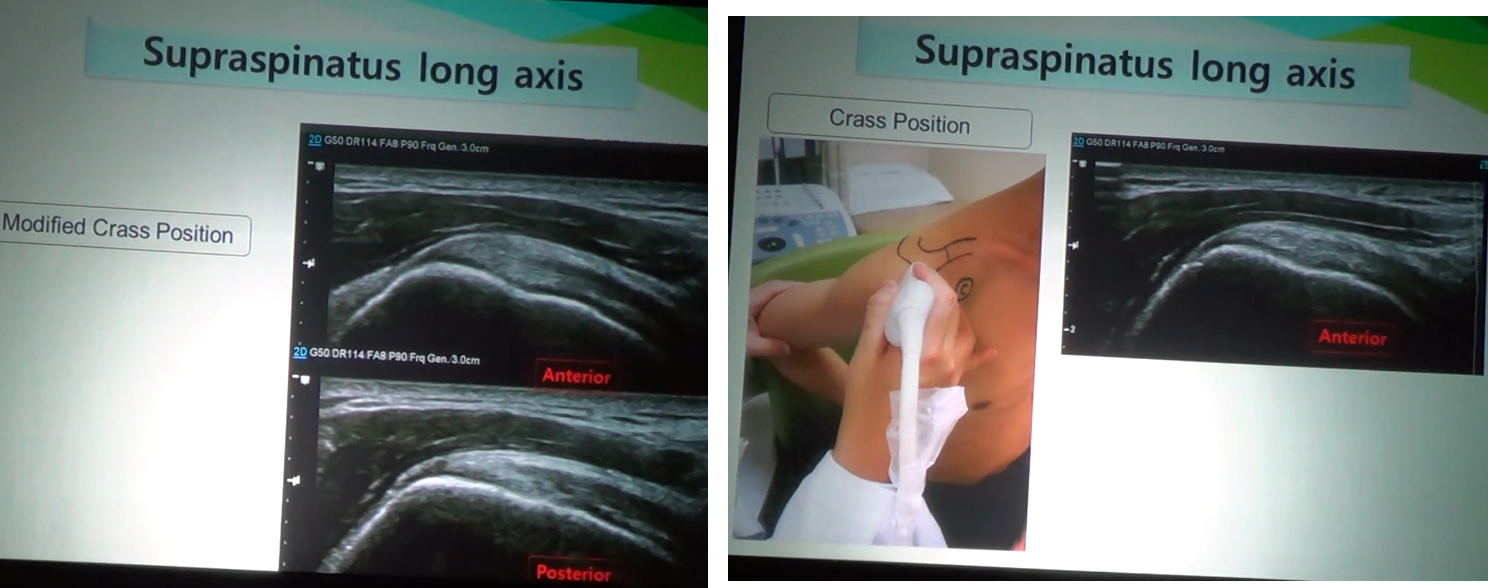 Supraspinatus long axis
Modified Crass Position
2D G50 DR114 FA8 P90 Frq Gen. 3.0cm
Anterior
2D G50 DR114 FA8 P90 Frq Gen. 3.0cm
Posterior
Supraspinatus long axis
Crass Position
C
2D G50 DR114 FA8 P90 Frq Gen. 3.0cm
2
Anterior